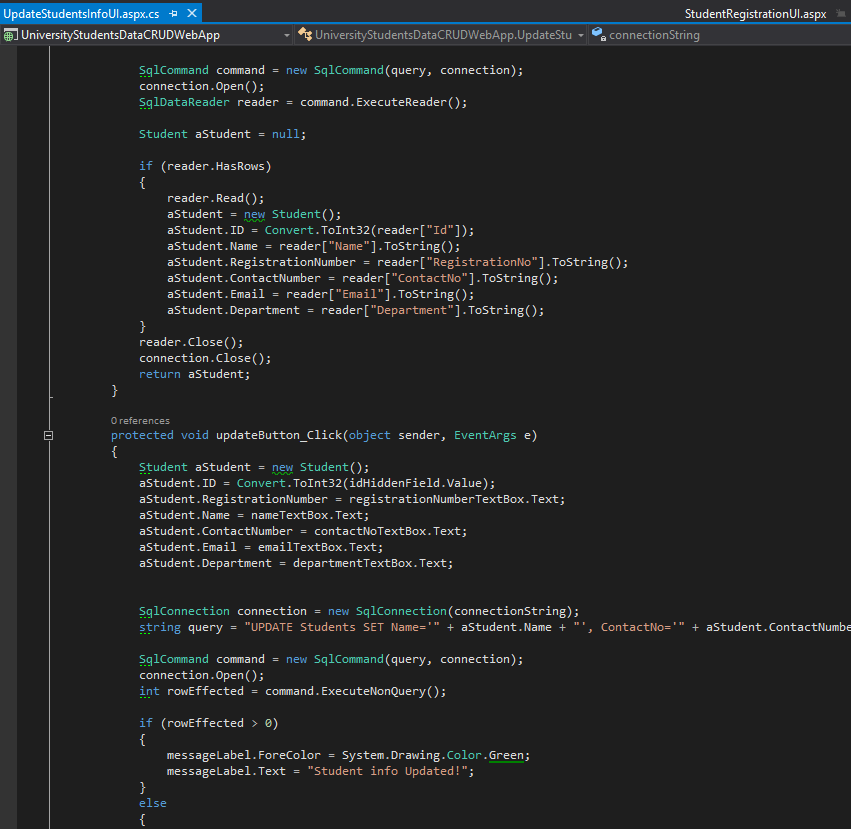 UpdateStudentsInfoUI.aspx.cs
StudentRegistrationUI.aspx
UniversityStudentsDataCRUDWebApp
UniversityStudentsDataCRUDWebApp.UpdateStu
connectionString
SqlCommand command = new SqlCommand(query, connection);
connection.Open();
SqlDataReader reader = command.ExecuteReader();
Student aStudent = null;
if (reader.HasRows)
{
reader.Read();
aStudent = new Student();
aStudent.ID = Convert.ToInt32(reader["Id"]);
aStudent.Name = reader["Name"].ToString();
aStudent.RegistrationNumber = reader["RegistrationNo"].ToString();
aStudent.ContactNumber = reader["ContactNo"].ToString();
aStudent.Email = reader["Email"].ToString();
aStudent.Department = reader["Department"].ToString();
}
reader.Close();
connection.Close();
return aStudent;
}
0 references
protected void updateButton_Click(object sender, EventArgs e)
{
Student aStudent = new Student();
aStudent.ID = Convert.ToInt32(idHiddenField.Value);
aStudent.RegistrationNumber = registrationNumberTextBox.Text;
aStudent.Name = nameTextBox.Text;
aStudent.ContactNumber = contactNoTextBox.Text;
aStudent.Email = emailTextBox.Text;
aStudent.Department = departmentTextBox.Text;
SqlConnection connection = new SqlConnection(connectionString);
string query = "UPDATE Students SET Name='" + aStudent.Name + "', ContactNo='" + aStudent.ContactNumbe
SqlCommand command = new SqlCommand(query, connection);
connection.Open();
int rowEffected = command.ExecuteNonQuery();
if (rowEffected > 0)
{
messageLabel.ForeColor = System.Drawing.Color.Green;
messageLabel.Text = "Student info Updated!";
}
else
{